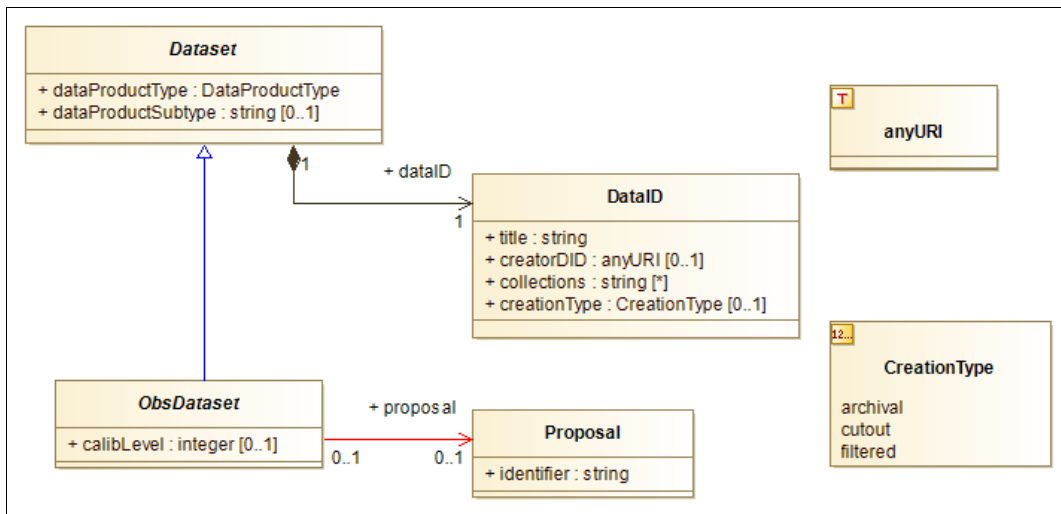 Dataset
+ dataProductType : DataProductType
+ dataProductSubtype : string [0..1]
1
+ dataID
1
DataID
+ title : string
+ creatorDID : anyURI [0..1]
+ collections : string [*]
+ creationType : CreationType [0..1]
T
anyURI
ObsDataset
+ calibLevel : integer [0..1]
+ proposal
0..1
0..1
Proposal
+ identifier : string
12...
CreationType
archival
cutout
filtered